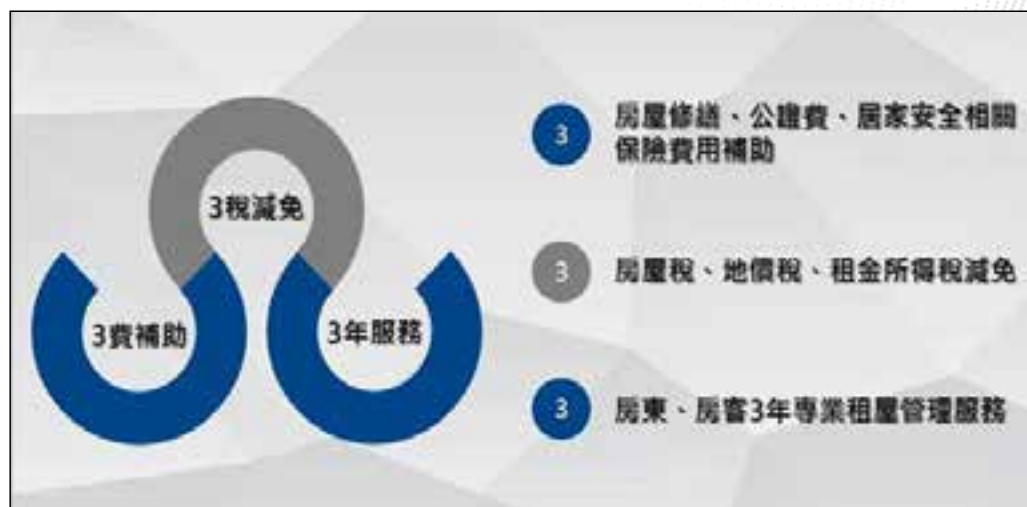 3稅減免
3費補助
3年服務
3
房屋修繕、公證費、居家安全相關
保險費用補助
3
房屋稅、地價稅、租金所得稅減免
3
房東、房客3年專業租屋管理服務